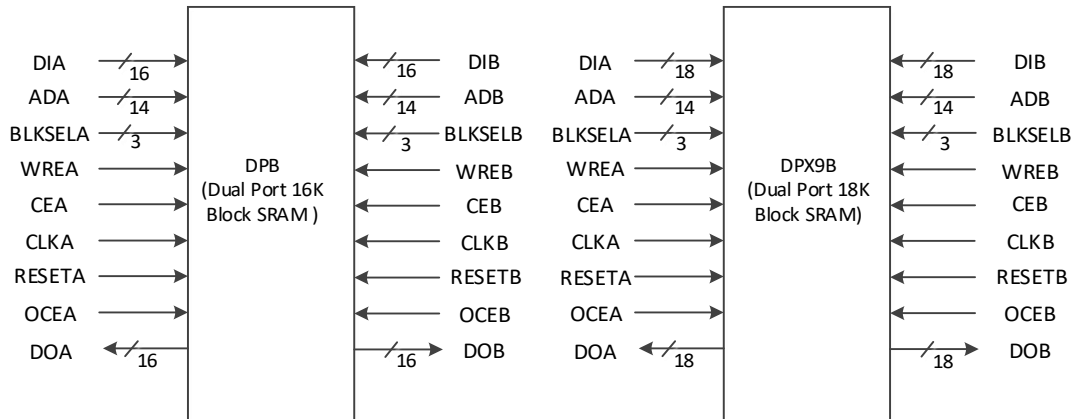 DIA 16 16 DIB DIA 18 18 DIB
ADA 14 14 ADB ADA 14 14 ADB
BLKSELA 3 3 BLKSELB BLKSELA 3 3 BLKSELB
WREA DPB WREB WREA DPX9B WREB
(Dual Port 16K (Dual Port 18K
CEA Block SRAM ) CEB CEA Block SRAM) CEB
CLKA CLKB CLKA CLKB
RESETA RESETB RESETA RESETB
OCEA OCEB OCEA OCEB
DOA 16 16 DOB DOA 18 18 DOB